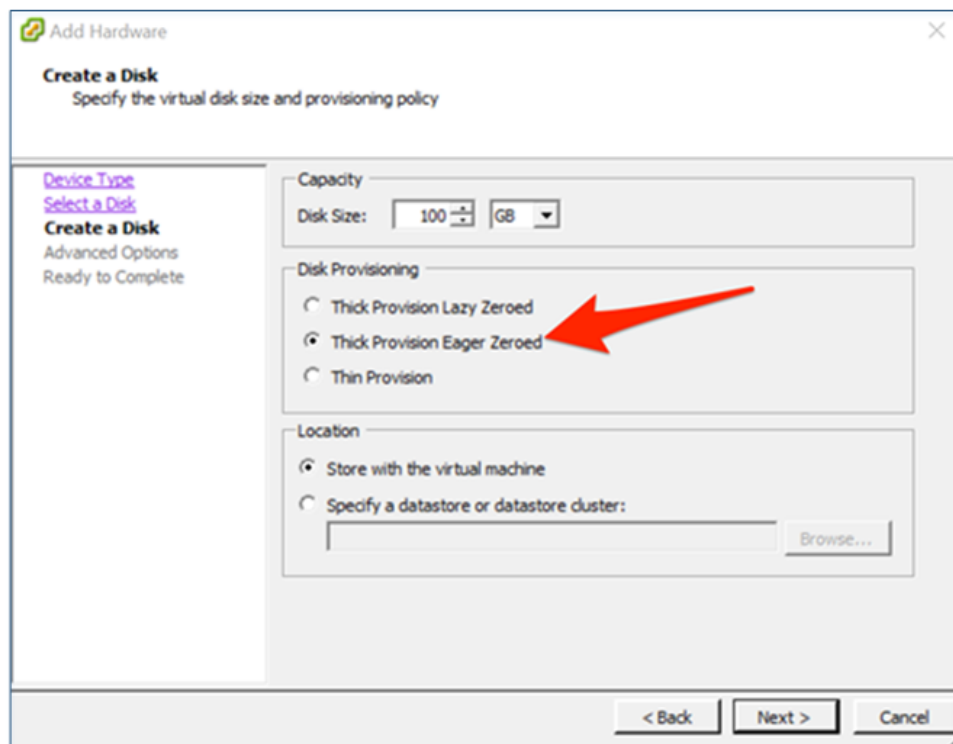 Add Hardware
Create a Disk
Specify the virtual disk size and provisioning policy
Device Type
Select a Disk
Create a Disk
Advanced Options
Ready to Complete
Capacity
Disk Size: 100 GB
Disk Provisioning
Thick Provision Lazy Zeroed
Thick Provision Eager Zeroed
Thin Provision
Location
Store with the virtual machine
Specify a datastore or datastore cluster:
Browse...
< Back Next > Cancel